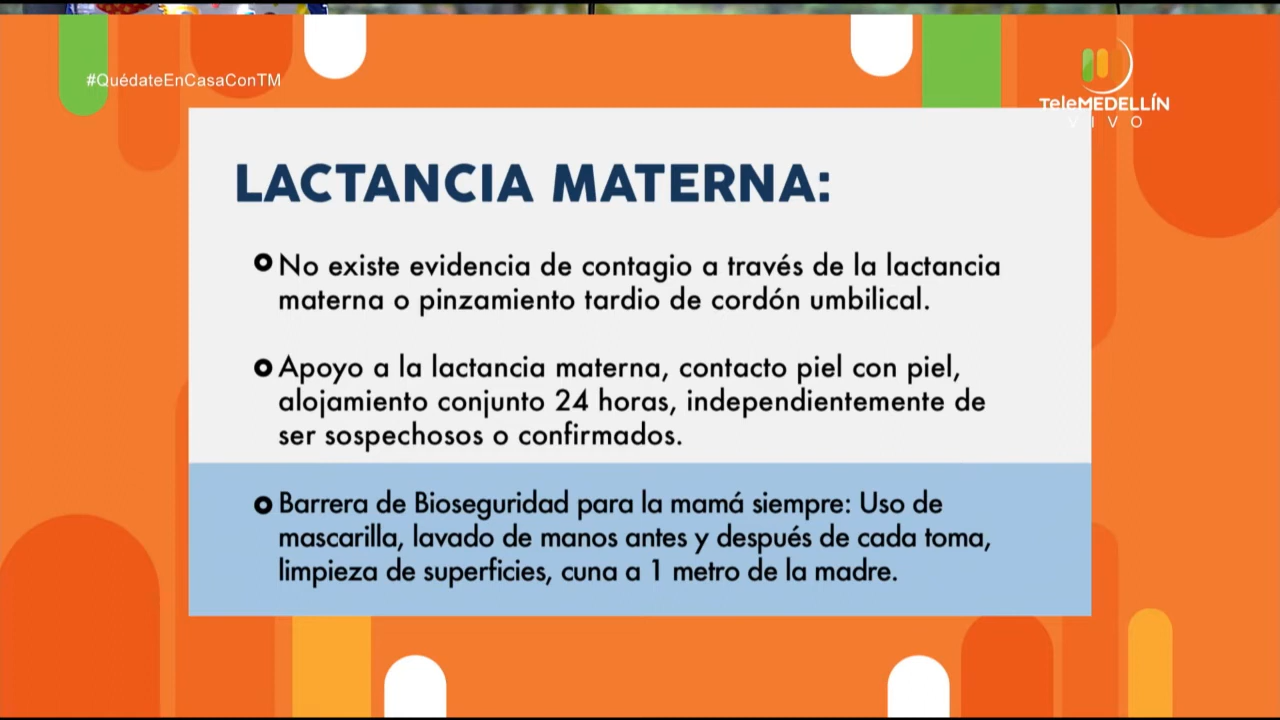 #QuédateEnCasaConTM
TeleMEDELLÍN
VIVO
LACTANCIA MATERNA:
No existe evidencia de contagio a través de la lactancia
materna o pinzamiento tardio de cordón umbilical.
Apoyo a la lactancia materna, contacto piel con piel,
alojamiento conjunto 24 horas, independientemente de
ser sospechosos o confirmados.
Barrera de Bioseguridad para la mamá siempre: Uso de
mascarilla, lavado de manos antes y después de cada toma,
limpieza de superficies, cuna a 1 metro de la madre.